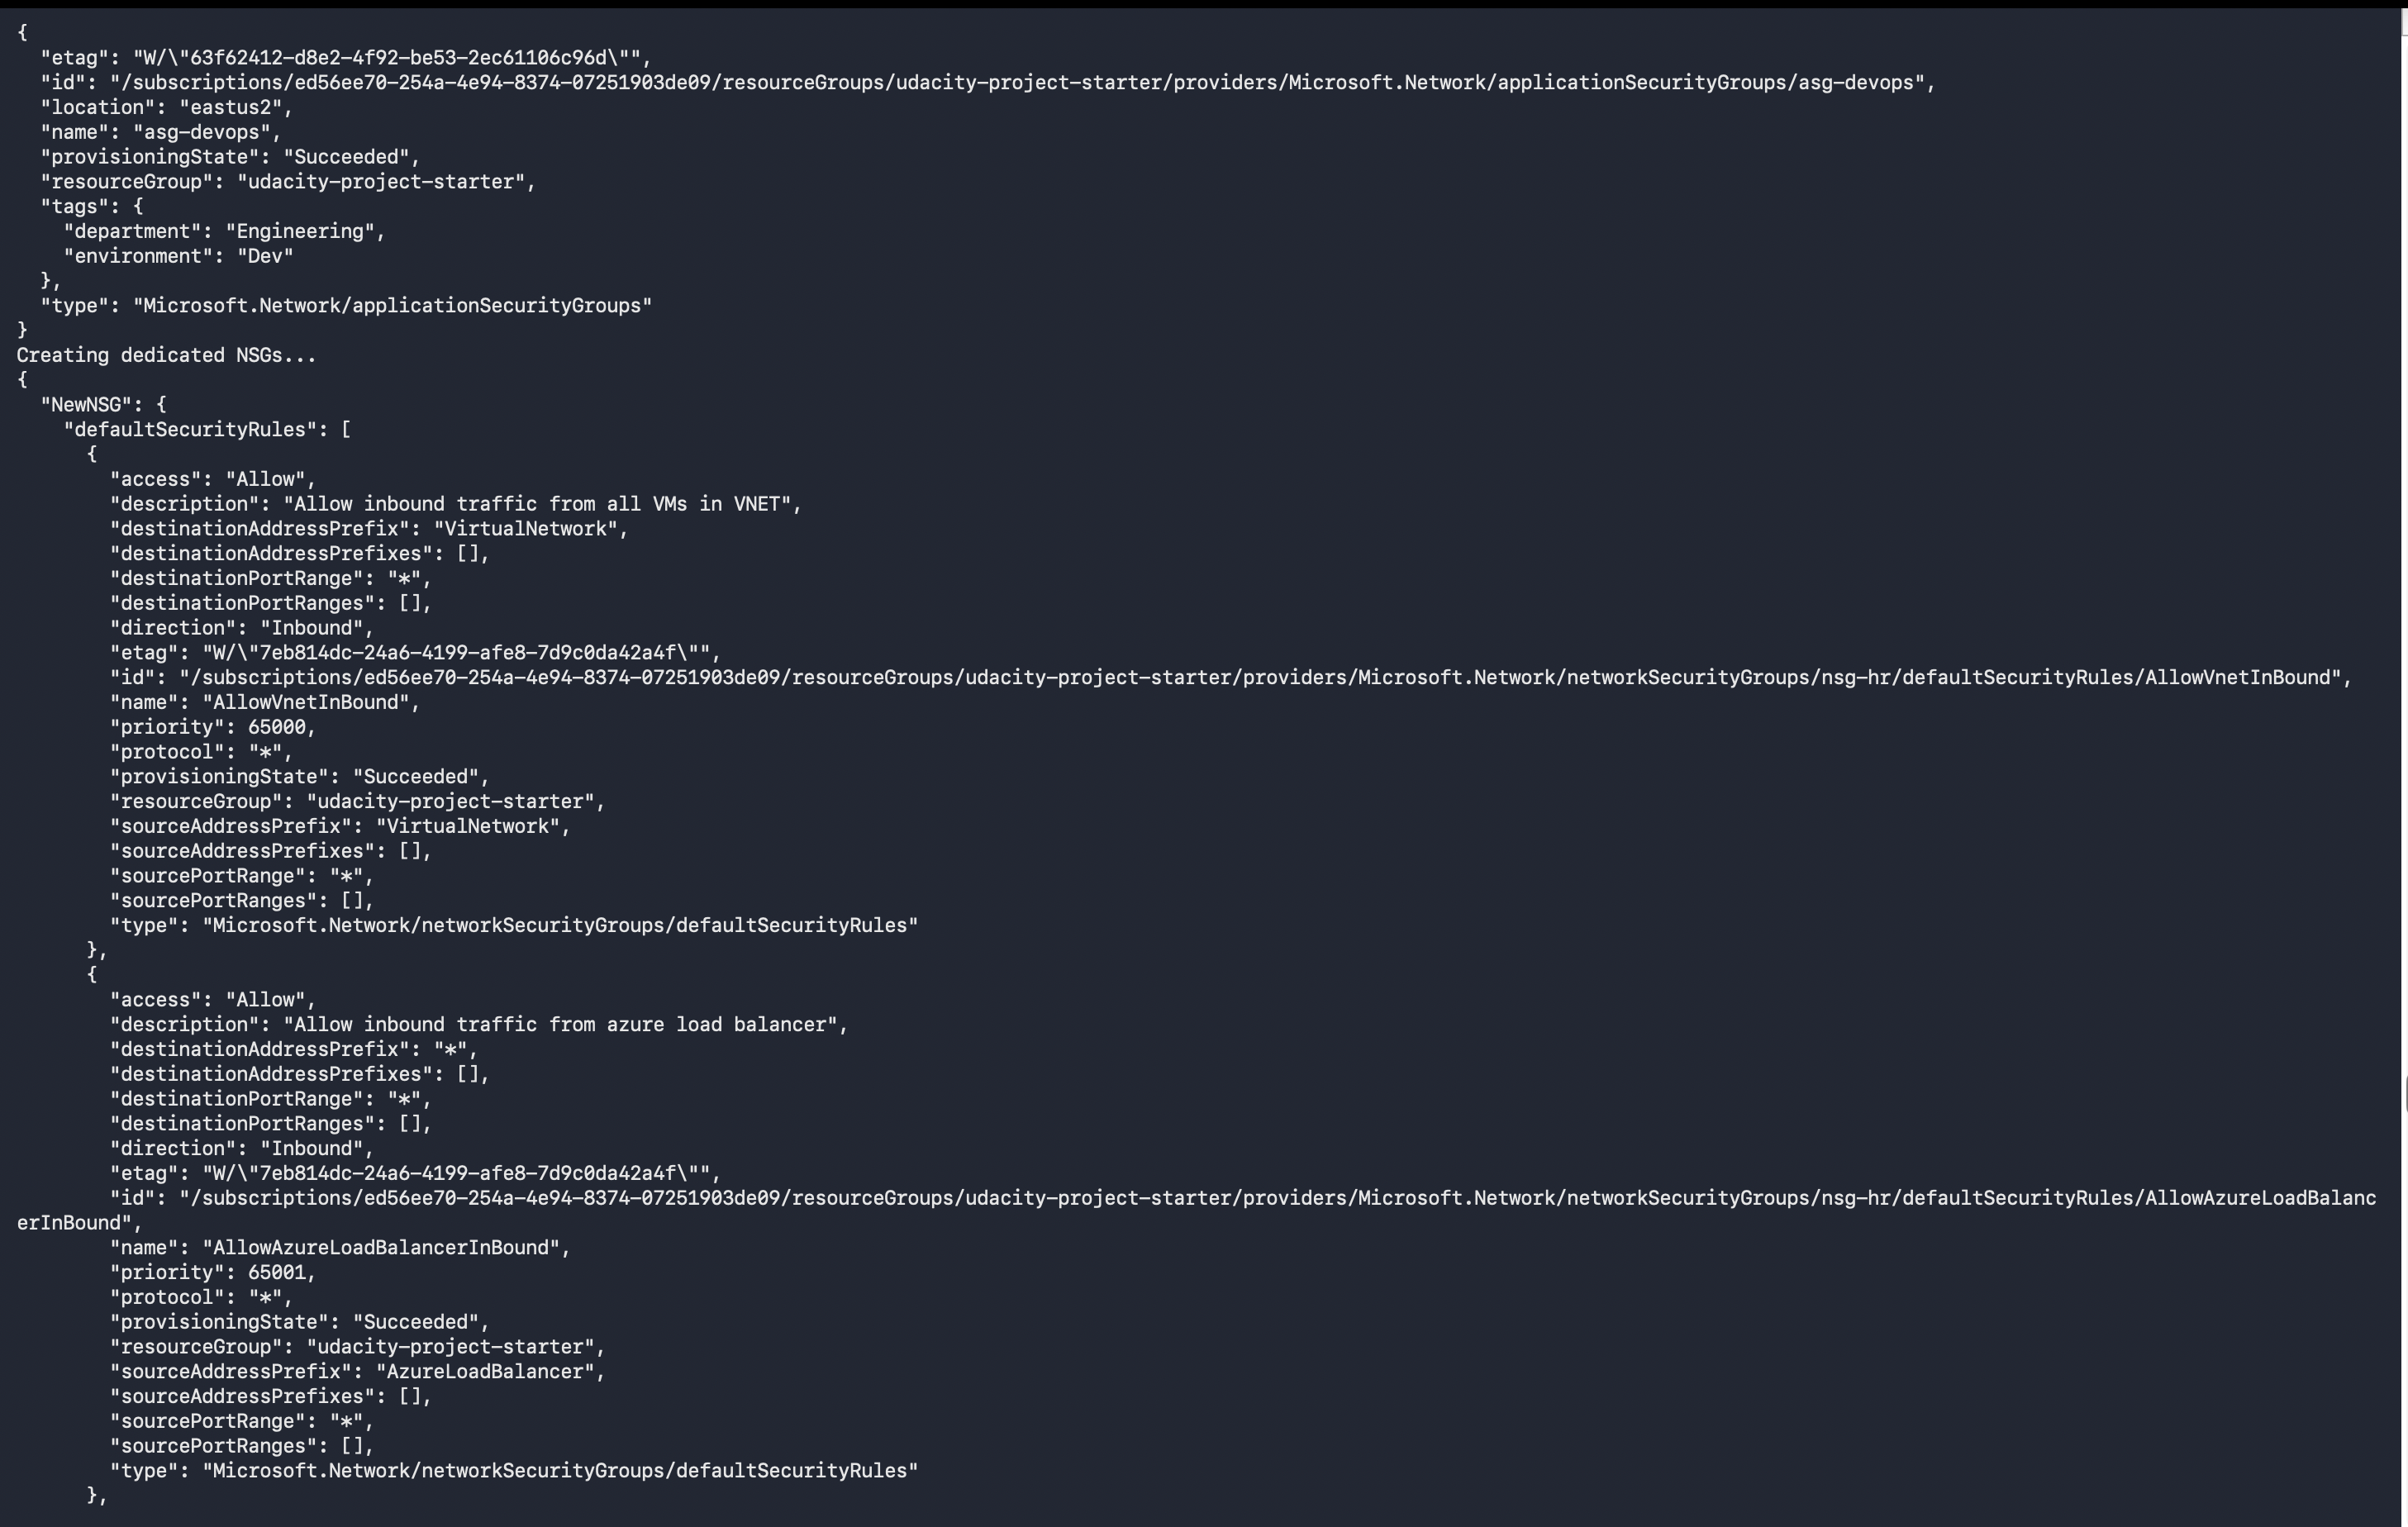 {
  "etag": "W/\"63f62412-d8e2-4f92-be53-2ec61106c96d\"",
  "id": "/subscriptions/ed56ee70-254a-4e94-8374-07251903de09/resourceGroups/udacity-project-starter/providers/Microsoft.Network/applicationSecurityGroups/asg-devops",
  "location": "eastus2",
  "name": "asg-devops",
  "provisioningState": "Succeeded",
  "resourceGroup": "udacity-project-starter",
  "tags": {
    "department": "Engineering",
    "environment": "Dev"
  },
  "type": "Microsoft.Network/applicationSecurityGroups"
}
Creating dedicated NSGs...
{
  "NewNSG": {
    "defaultSecurityRules": [
      {
        "access": "Allow",
        "description": "Allow inbound traffic from all VMs in VNET",
        "destinationAddressPrefix": "VirtualNetwork",
        "destinationAddressPrefixes": [],
        "destinationPortRange": "*",
        "destinationPortRanges": [],
        "direction": "Inbound",
        "etag": "W/\"7eb814dc-24a6-4199-afe8-7d9c0da42a4f\"",
        "id": "/subscriptions/ed56ee70-254a-4e94-8374-07251903de09/resourceGroups/udacity-project-starter/providers/Microsoft.Network/networkSecurityGroups/nsg-hr/defaultSecurityRules/AllowVnetInBound",
        "name": "AllowVnetInBound",
        "priority": 65000,
        "protocol": "*",
        "provisioningState": "Succeeded",
        "resourceGroup": "udacity-project-starter",
        "sourceAddressPrefix": "VirtualNetwork",
        "sourceAddressPrefixes": [],
        "sourcePortRange": "*",
        "sourcePortRanges": [],
        "type": "Microsoft.Network/networkSecurityGroups/defaultSecurityRules"
      },
      {
        "access": "Allow",
        "description": "Allow inbound traffic from azure load balancer",
        "destinationAddressPrefix": "*",
        "destinationAddressPrefixes": [],
        "destinationPortRange": "*",
        "destinationPortRanges": [],
        "direction": "Inbound",
        "etag": "W/\"7eb814dc-24a6-4199-afe8-7d9c0da42a4f\"",
        "id": "/subscriptions/ed56ee70-254a-4e94-8374-07251903de09/resourceGroups/udacity-project-starter/providers/Microsoft.Network/networkSecurityGroups/nsg-hr/defaultSecurityRules/AllowAzureLoadBalanc
erInBound",
        "name": "AllowAzureLoadBalancerInBound",
        "priority": 65001,
        "protocol": "*",
        "provisioningState": "Succeeded",
        "resourceGroup": "udacity-project-starter",
        "sourceAddressPrefix": "AzureLoadBalancer",
        "sourceAddressPrefixes": [],
        "sourcePortRange": "*",
        "sourcePortRanges": [],
        "type": "Microsoft.Network/networkSecurityGroups/defaultSecurityRules"
      },